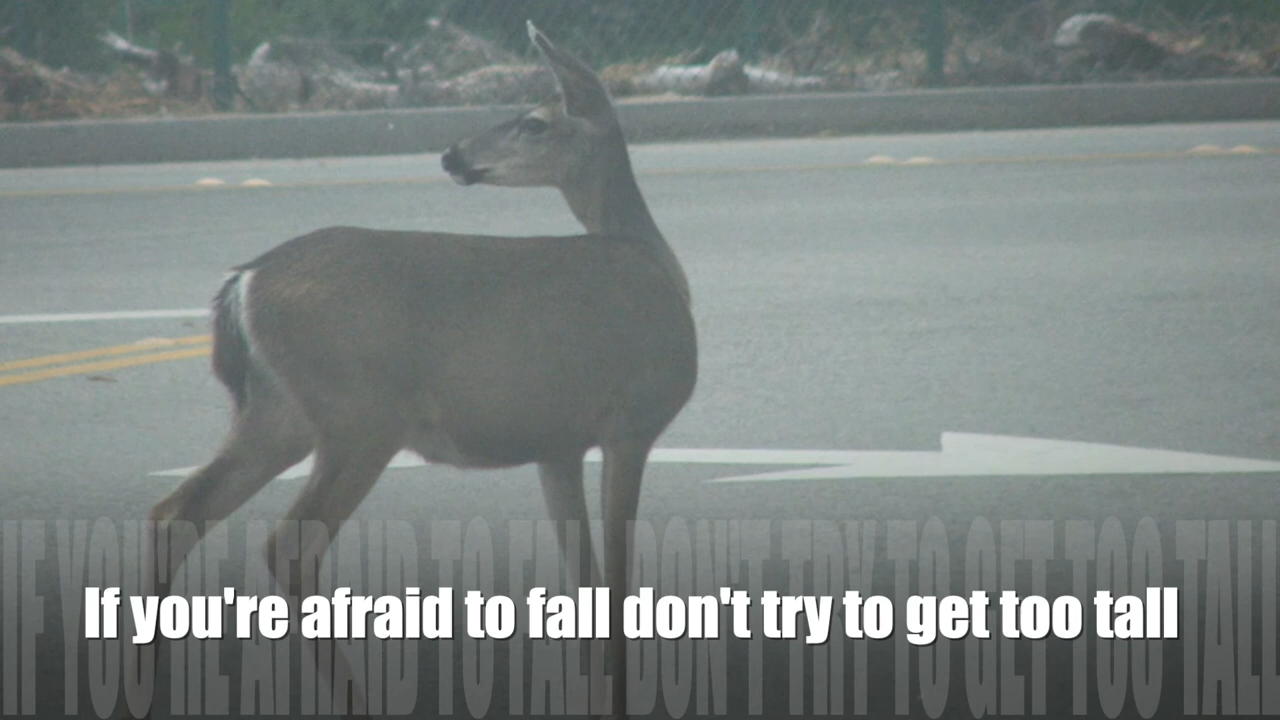 If you're afraid to fall don't try to get too tall
IF YOU'RE AFRAID TO FALL DON'T TRY TO GET TOO TALL